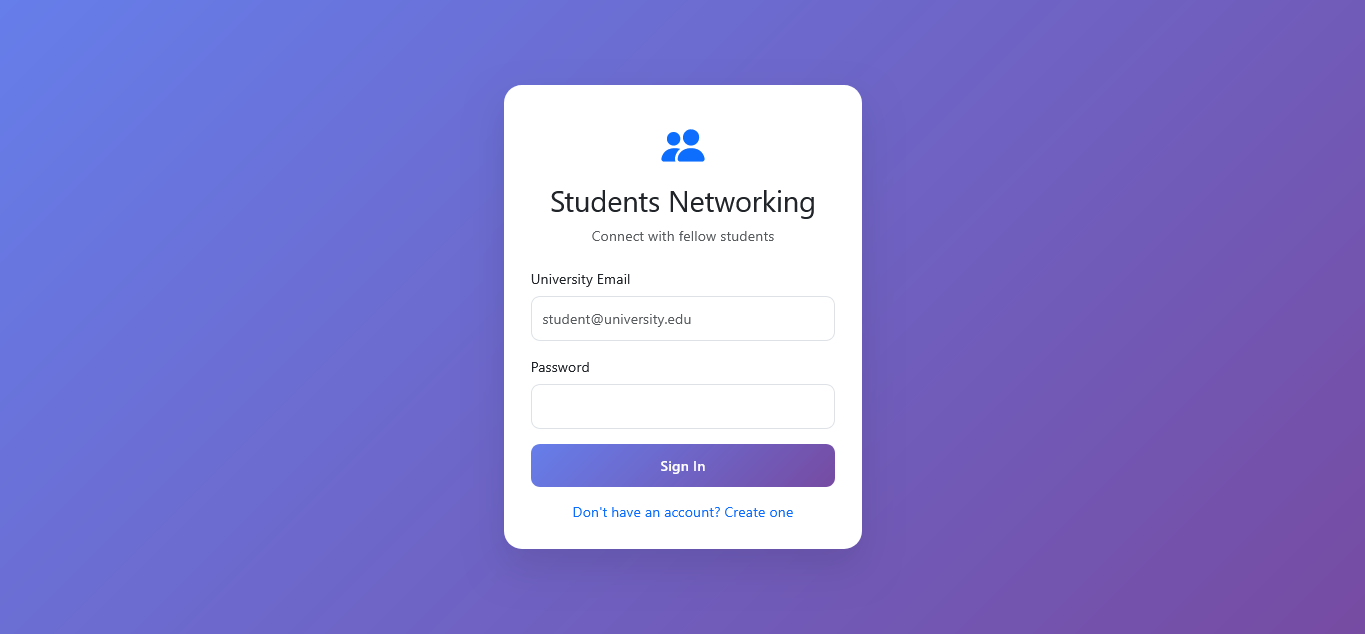 Students Networking
Connect with fellow students
University Email
student@university.edu
Password
Sign In
Don't have an account? Create one